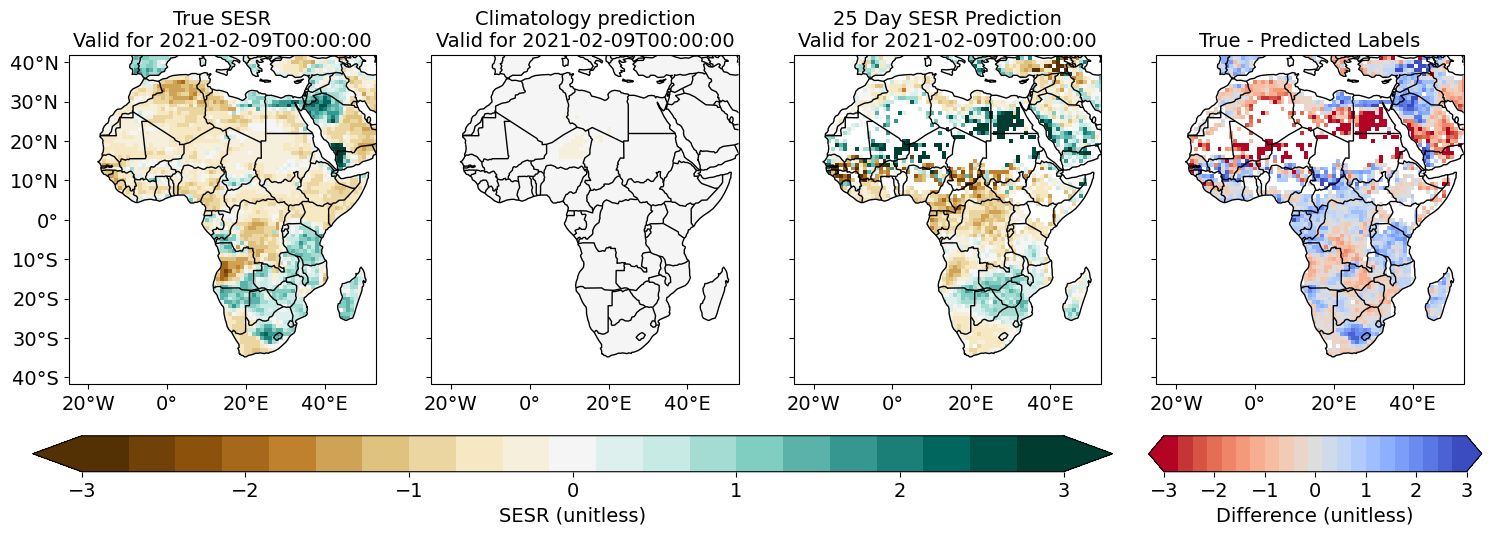 True SESR
Valid for 2021-02-09T00:00:00
Climatology prediction
Valid for 2021-02-09T00:00:00
25 Day SESR Prediction
Valid for 2021-02-09T00:00:00
True - Predicted Labels
40°N
30°N
20°N
10°N
0°
10°S
20°S
30°S
40°S
20°W 0° 20°E 40°E
20°W 0° 20°E 40°E
20°W 0° 20°E 40°E
20°W 0° 20°E 40°E
−3 −2 −1 0 1 2 3
SESR (unitless)
−3 −2 −1 0 1 2 3
Difference (unitless)